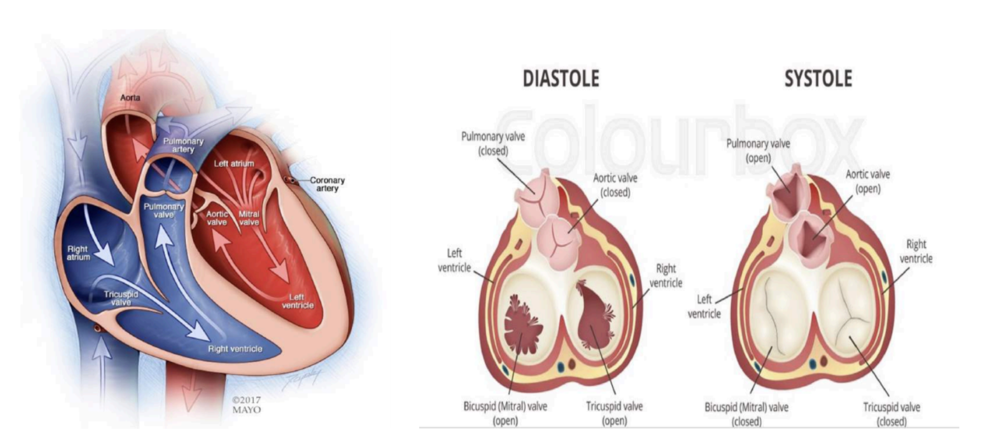 Aorta
Pulmonary
artery
Left atrium
Coronary
artery
Pulmonary
valve
Aortic
valve
Mitral
valve
Right
atrium
Tricuspid
valve
Left
ventricle
Right ventricle
©2017
MAYO
colourbox
DIASTOLE
Pulmonary valve
(closed)
Aortic valve
(closed)
Left
ventricle
Right
ventricle
Bicuspid (Mitral) valve
(open)
Tricuspid valve
(open)
SYSTOLE
Pulmonary valve
(open)
Aortic valve
(open)
Right
ventricle
Left
ventricle
Bicuspid (Mitral) valve
(closed)
Tricuspid valve
(closed)